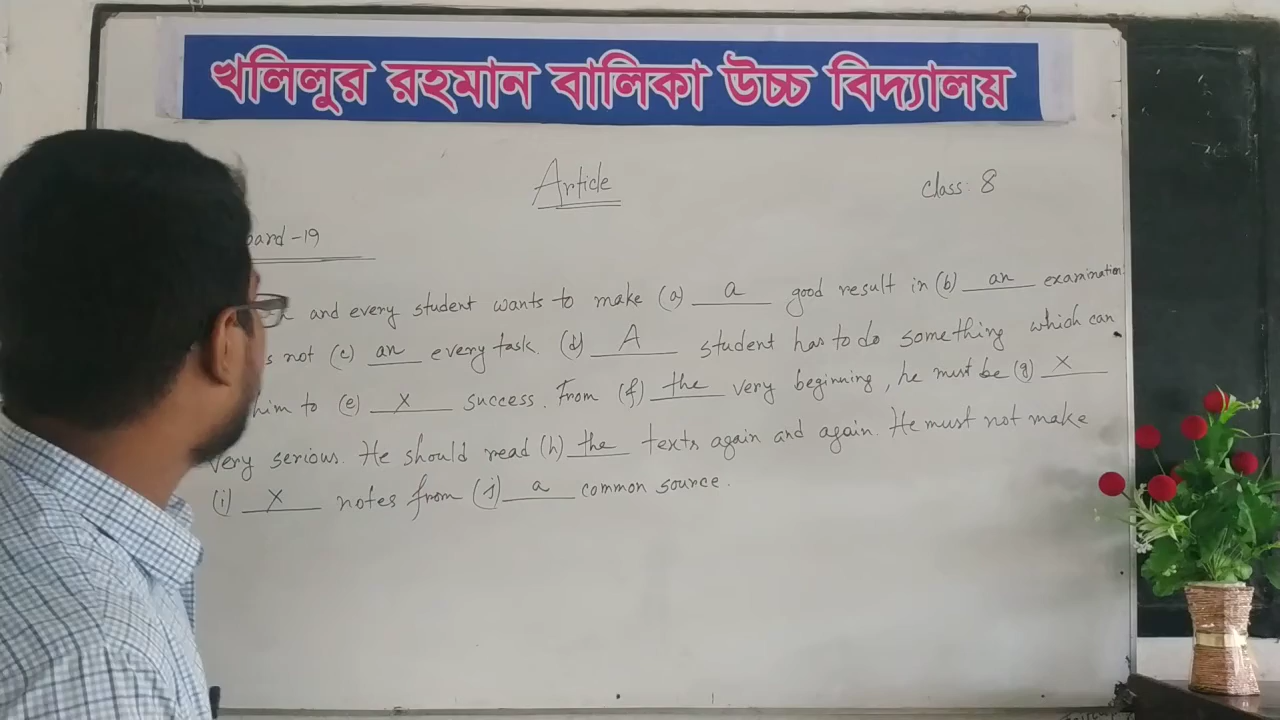 খলিলুর রহমান বালিকা উচ্চ বিদ্যালয়
Article
Class: 8
-19
and every student wants to make (a) a good result in (b) an examination.
not (c) an every task. (d) A student has to do something which can
him to (e) X success. From (f) the very beginning, he must be (g) X
very serious. He should read (h) the texts again and again. He must not make
(i) X notes from (j) a common source.